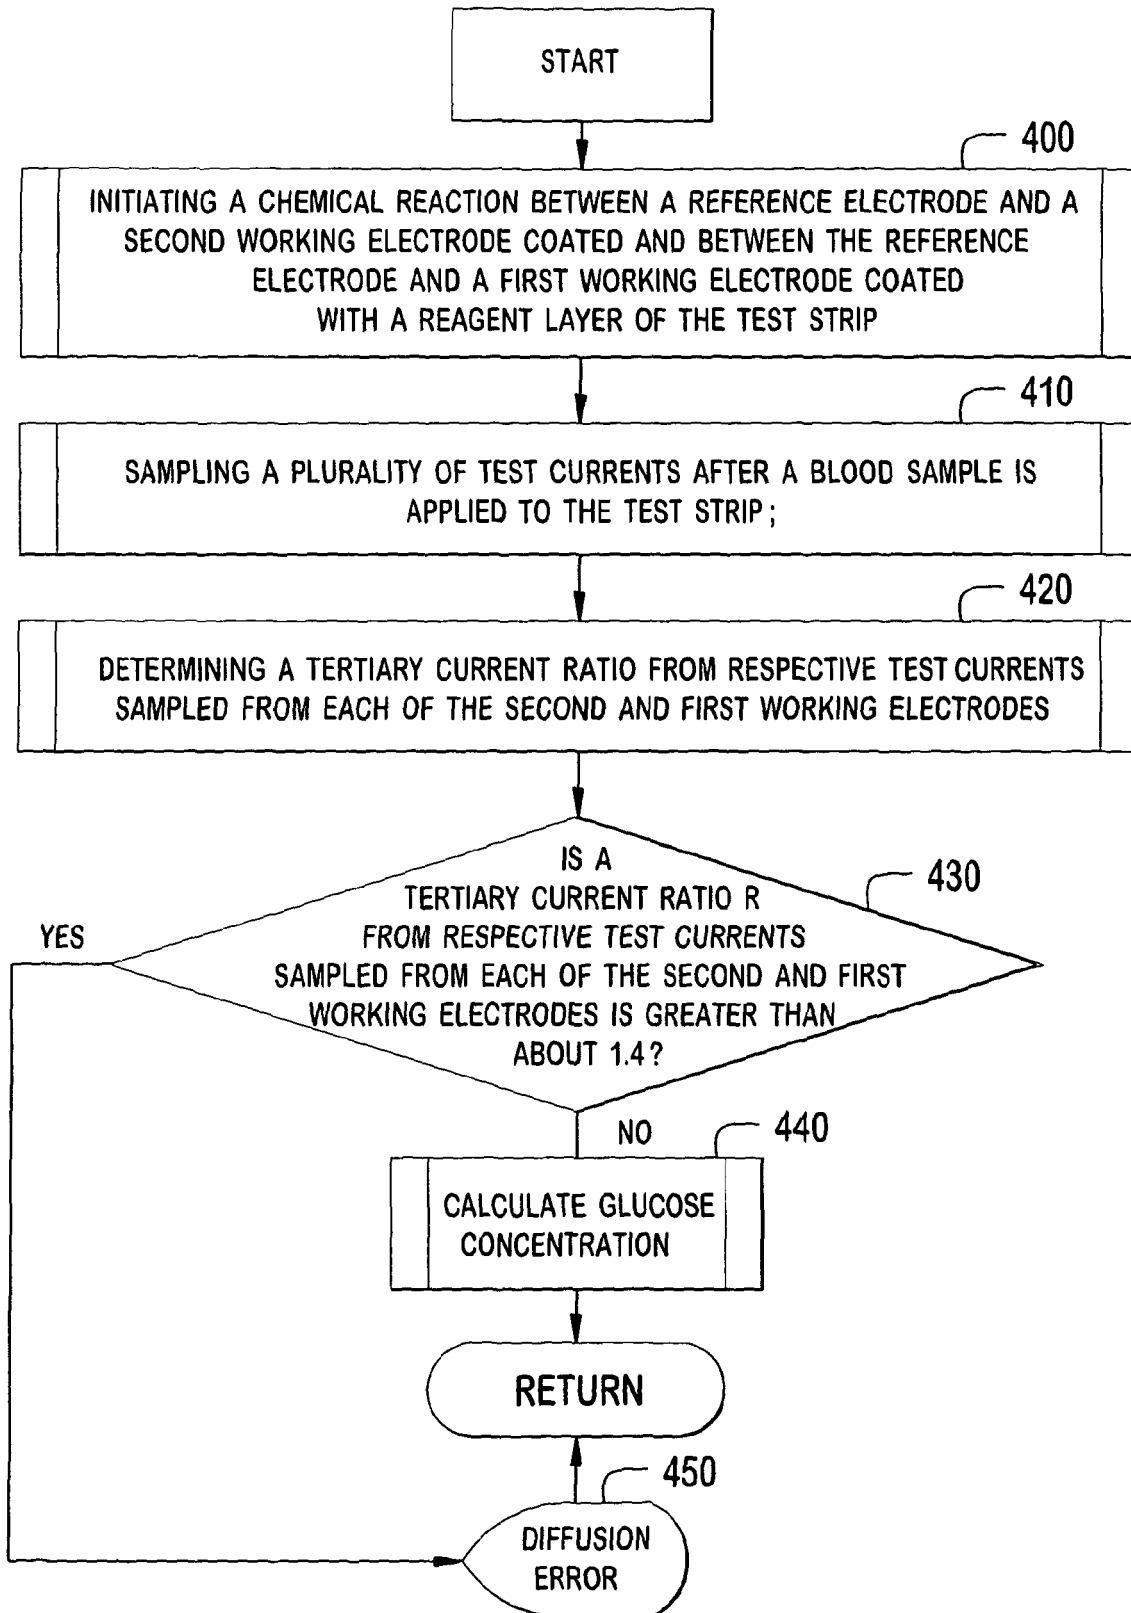 START
400
INITIATING A CHEMICAL REACTION BETWEEN A REFERENCE ELECTRODE AND A
SECOND WORKING ELECTRODE COATED AND BETWEEN THE REFERENCE
ELECTRODE AND A FIRST WORKING ELECTRODE COATED
WITH A REAGENT LAYER OF THE TEST STRIP
410
SAMPLING A PLURALITY OF TEST CURRENTS AFTER A BLOOD SAMPLE IS
APPLIED TO THE TEST STRIP;
420
DETERMINING A TERTIARY CURRENT RATIO FROM RESPECTIVE TEST CURRENTS
SAMPLED FROM EACH OF THE SECOND AND FIRST WORKING ELECTRODES
430
IS A
TERTIARY CURRENT RATIO R
FROM RESPECTIVE TEST CURRENTS
SAMPLED FROM EACH OF THE SECOND AND FIRST
WORKING ELECTRODES IS GREATER THAN
ABOUT 1.4?
YES
NO
440
CALCULATE GLUCOSE
CONCENTRATION
RETURN
450
DIFFUSION
ERROR